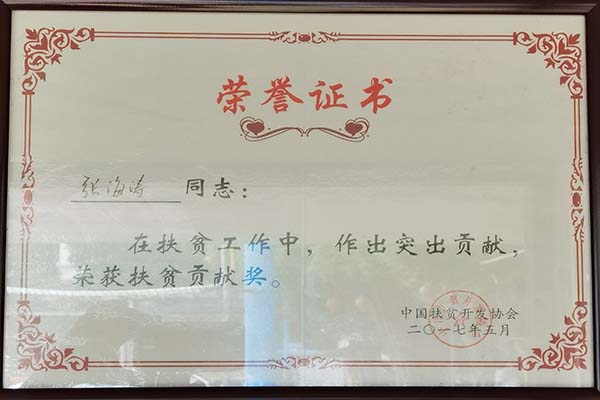 荣誉证书
张海涛 同志：
在扶贫工作中，作出突出贡献，
荣获扶贫贡献奖。
中国扶贫开发协会
二〇一七年五月